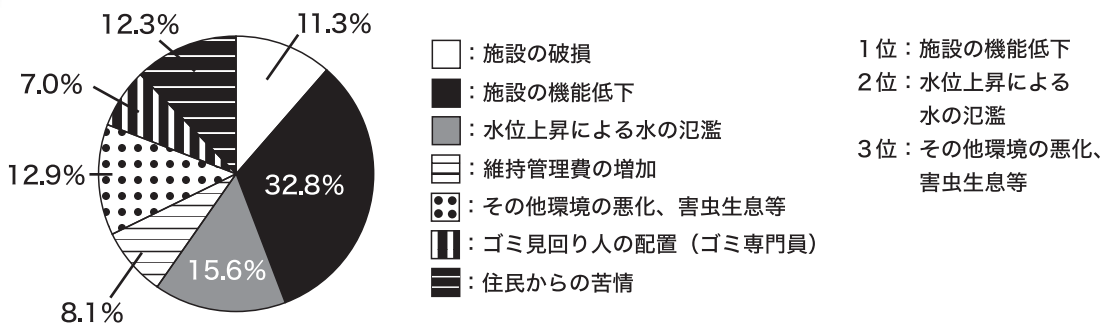 12.3%
11.3%
7.0%
12.9%
32.8%
15.6%
8.1%
：施設の破損
：施設の機能低下
：水位上昇による水の氾濫
：維持管理費の増加
：その他環境の悪化、害虫生息等
：ゴミ見回り人の配置（ゴミ専門員）
：住民からの苦情
1位：施設の機能低下
2位：水位上昇による
水の氾濫
3位：その他環境の悪化、
害虫生息等